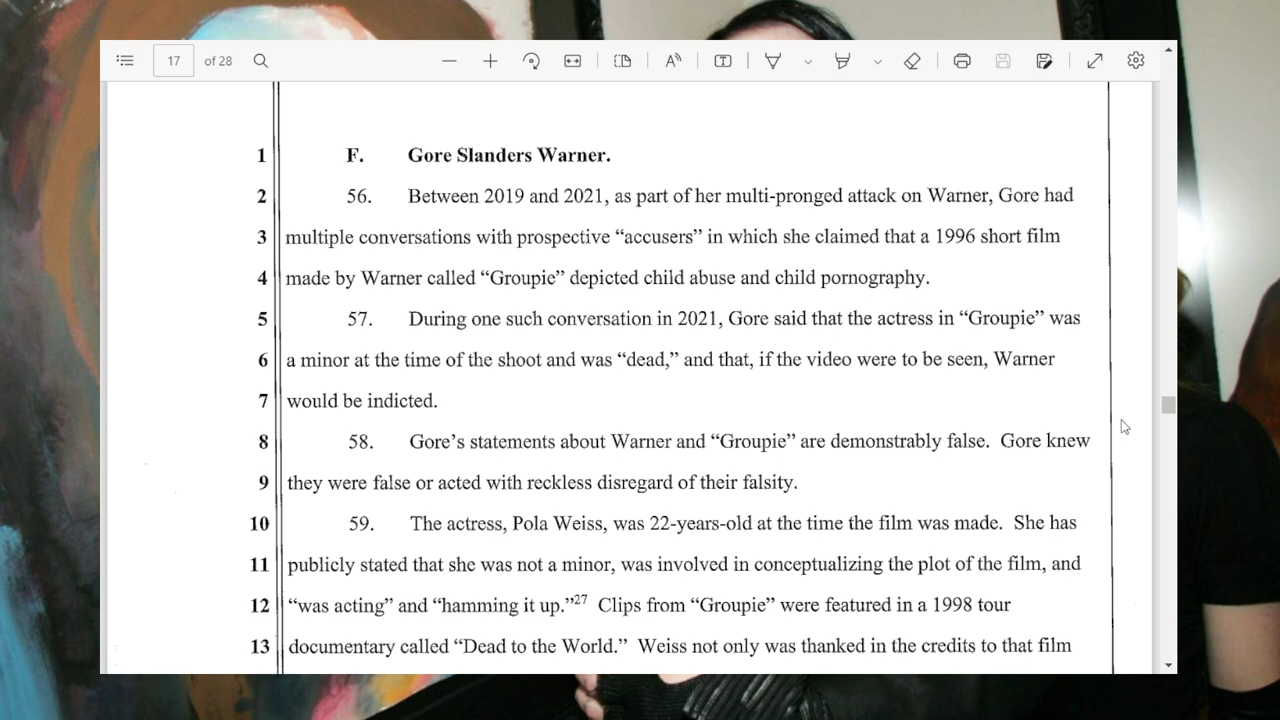 17 of 28
1 F. Gore Slanders Warner.
2 56. Between 2019 and 2021, as part of her multi-pronged attack on Warner, Gore had
3 multiple conversations with prospective “accusers” in which she claimed that a 1996 short film
4 made by Warner called “Groupie” depicted child abuse and child pornography.
5 57. During one such conversation in 2021, Gore said that the actress in “Groupie” was
6 a minor at the time of the shoot and was “dead,” and that, if the video were to be seen, Warner
7 would be indicted.
8 58. Gore’s statements about Warner and “Groupie” are demonstrably false. Gore knew
9 they were false or acted with reckless disregard of their falsity.
10 59. The actress, Pola Weiss, was 22-years-old at the time the film was made. She has
11 publicly stated that she was not a minor, was involved in conceptualizing the plot of the film, and
12 “was acting” and “hamming it up.”27 Clips from “Groupie” were featured in a 1998 tour
13 documentary called “Dead to the World.” Weiss not only was thanked in the credits to that film